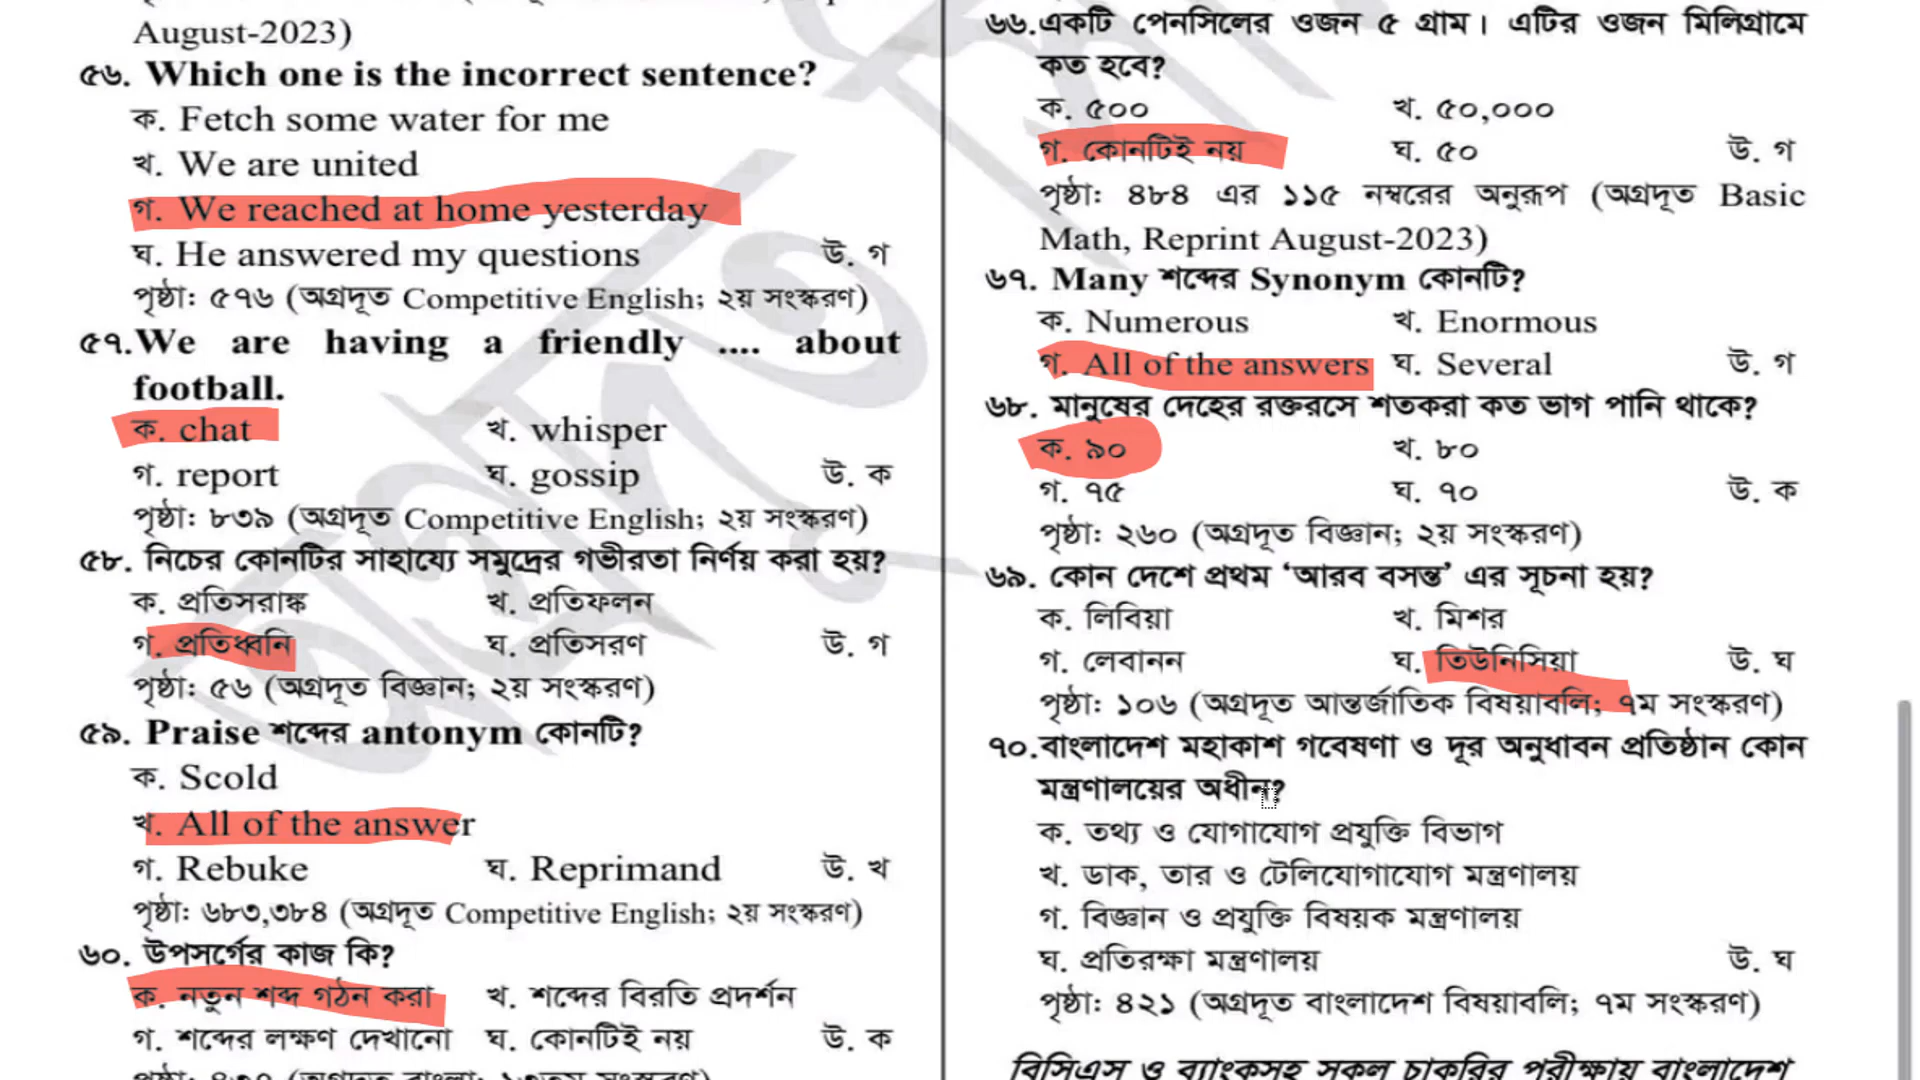 August-2023)
৫৬. Which one is the incorrect sentence?
ক. Fetch some water for me
খ. We are united
গ. We reached at home yesterday
ঘ. He answered my questions উ. গ
পৃষ্ঠা: ৫৭৬ (অগ্রদূত Competitive English; ২য় সংস্করণ)
৫৭.We are having a friendly .... about
football.
ক. chat খ. whisper
গ. report ঘ. gossip উ. ক
পৃষ্ঠা: ৮৩৯ (অগ্রদূত Competitive English; ২য় সংস্করণ)
৫৮. নিচের কোনটির সাহায্যে সমুদ্রের গভীরতা নির্ণয় করা হয়?
ক. প্রতিসরাঙ্ক খ. প্রতিফলন
গ. প্রতিধ্বনি ঘ. প্রতিসরণ উ. গ
পৃষ্ঠা: ৫৬ (অগ্রদূত বিজ্ঞান; ২য় সংস্করণ)
৫৯. Praise শব্দের antonym কোনটি?
ক. Scold
খ. All of the answer
গ. Rebuke ঘ. Reprimand উ. খ
পৃষ্ঠা: ৬৮৩,৩৮৪ (অগ্রদূত Competitive English; ২য় সংস্করণ)
৬০. উপসর্গের কাজ কি?
ক. নতুন শব্দ গঠন করা খ. শব্দের বিরতি প্রদর্শন
গ. শব্দের লক্ষণ দেখানো ঘ. কোনটিই নয় উ. ক
৬৬.একটি পেনসিলের ওজন ৫ গ্রাম। এটির ওজন মিলিগ্রামে
কত হবে?
ক. ৫০০ খ. ৫০,০০০
গ. কোনটিই নয় ঘ. ৫০ উ. গ
পৃষ্ঠা: ৪৮৪ এর ১১৫ নম্বরের অনুরূপ (অগ্রদূত Basic
Math, Reprint August-2023)
৬৭. Many শব্দের Synonym কোনটি?
ক. Numerous খ. Enormous
গ. All of the answers ঘ. Several উ. গ
৬৮. মানুষের দেহের রক্তরসে শতকরা কত ভাগ পানি থাকে?
ক. ৯০ খ. ৮০
গ. ৭৫ ঘ. ৭০ উ. ক
পৃষ্ঠা: ২৬০ (অগ্রদূত বিজ্ঞান; ২য় সংস্করণ)
৬৯. কোন দেশে প্রথম ‘আরব বসন্ত’ এর সূচনা হয়?
ক. লিবিয়া খ. মিশর
গ. লেবানন ঘ. তিউনিসিয়া উ. ঘ
পৃষ্ঠা: ১০৬ (অগ্রদূত আন্তর্জাতিক বিষয়াবলি; ৭ম সংস্করণ)
৭০.বাংলাদেশ মহাকাশ গবেষণা ও দূর অনুধাবন প্রতিষ্ঠান কোন
মন্ত্রণালয়ের অধীন?
ক. তথ্য ও যোগাযোগ প্রযুক্তি বিভাগ
খ. ডাক, তার ও টেলিযোগাযোগ মন্ত্রণালয়
গ. বিজ্ঞান ও প্রযুক্তি বিষয়ক মন্ত্রণালয়
ঘ. প্রতিরক্ষা মন্ত্রণালয় উ. ঘ
পৃষ্ঠা: ৪২১ (অগ্রদূত বাংলাদেশ বিষয়াবলি; ৭ম সংস্করণ)
বিসিএস ও ব্যাংকসহ সকল চাকরির পরীক্ষায় বাংলাদেশ